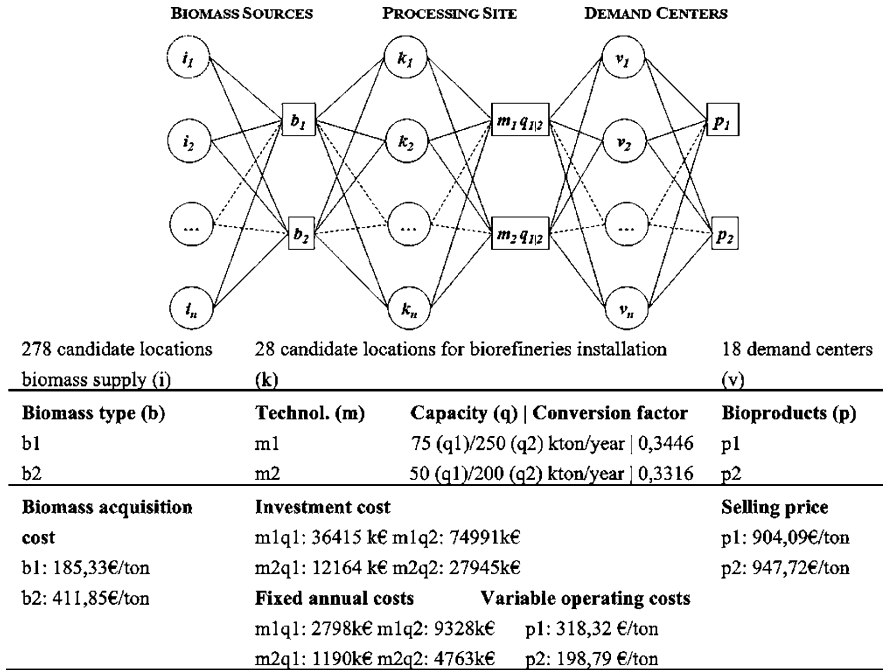 BIOMASS SOURCES PROCESSING SITE DEMAND CENTERS
i1 k1 v1
b1 m1 q1|2 p1
i2 k2 v2
... ... ...
b2 m2 q1|2 p2
in kn vn
278 candidate locations 28 candidate locations for biorefineries installation 18 demand centers
biomass supply (i) (k) (v)
Biomass type (b) Technol. (m) Capacity (q) | Conversion factor Bioproducts (p)
b1 m1 75 (q1)/250 (q2) kton/year | 0,3446 p1
b2 m2 50 (q1)/200 (q2) kton/year | 0,3316 p2
Biomass acquisition Investment cost Selling price
cost m1q1: 36415 k€ m1q2: 74991k€ p1: 904,09€/ton
b1: 185,33€/ton m2q1: 12164 k€ m2q2: 27945k€ p2: 947,72€/ton
b2: 411,85€/ton Fixed annual costs Variable operating costs
m1q1: 2798k€ m1q2: 9328k€ p1: 318,32 €/ton
m2q1: 1190k€ m2q2: 4763k€ p2: 198,79 €/ton